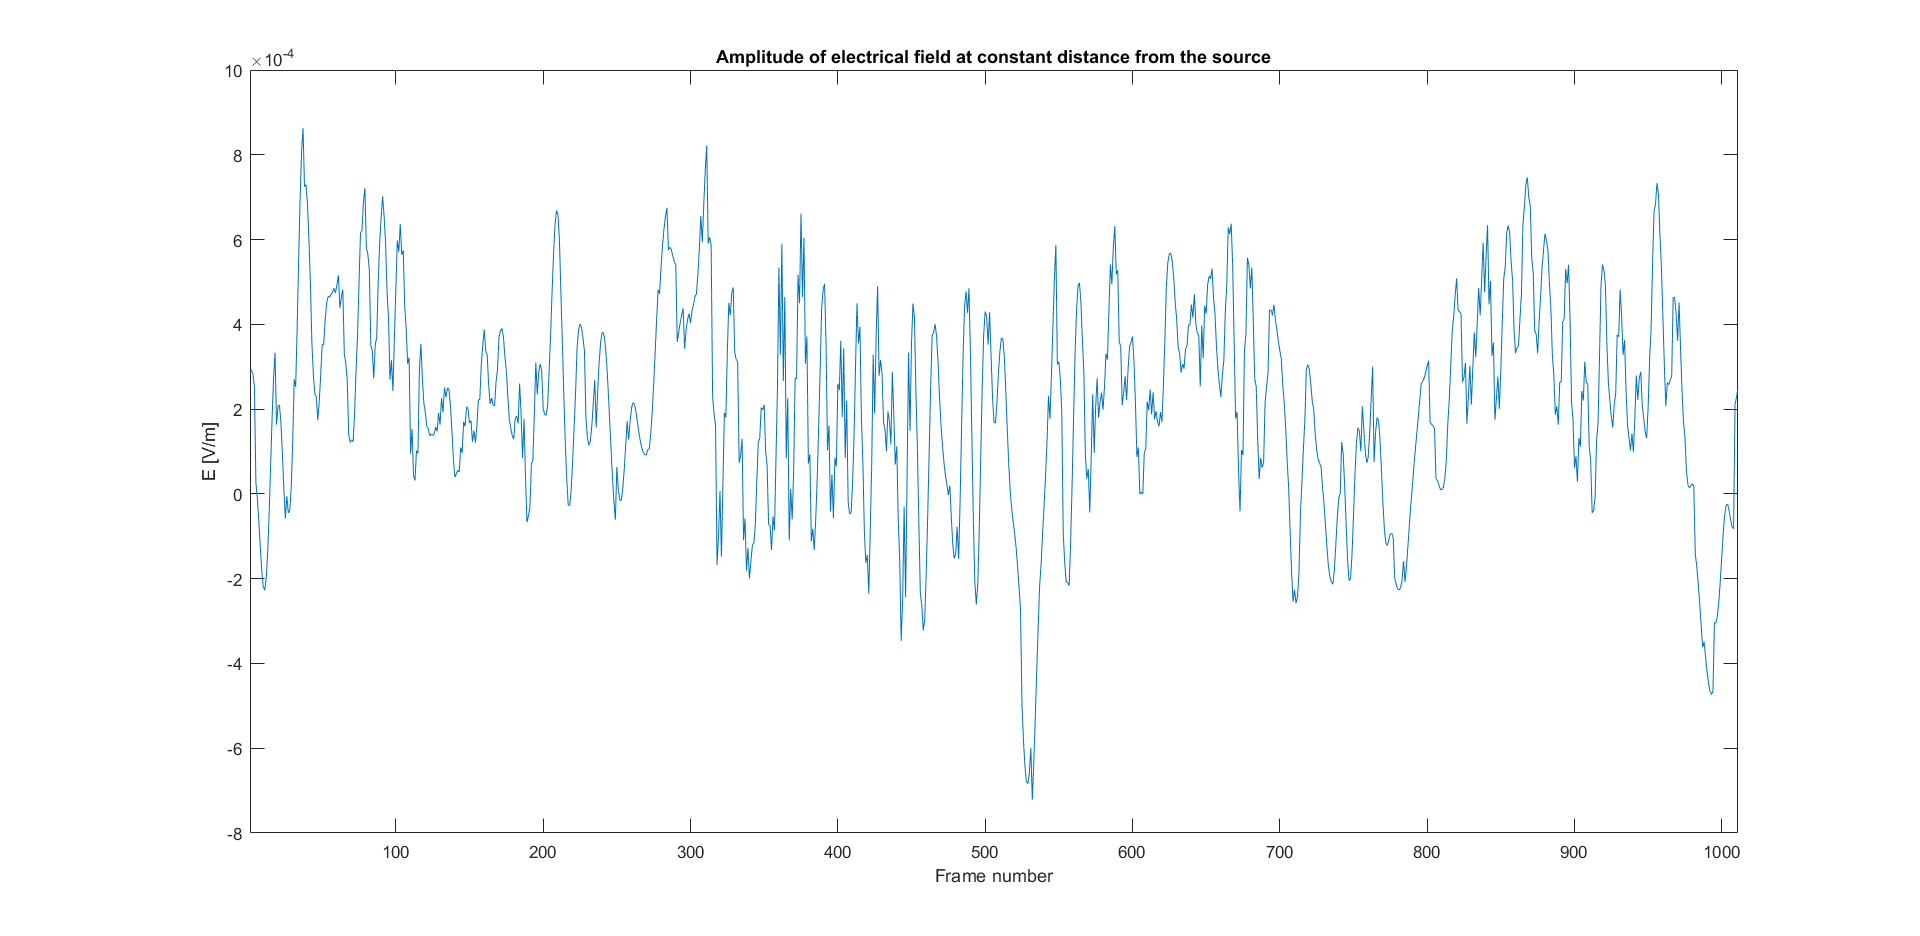 Amplitude of electrical field at constant distance from the source
×10-4
10
8
6
4
2
0
-2
-4
-6
-8
E [V/m]
100 200 300 400 500 600 700 800 900 1000
Frame number